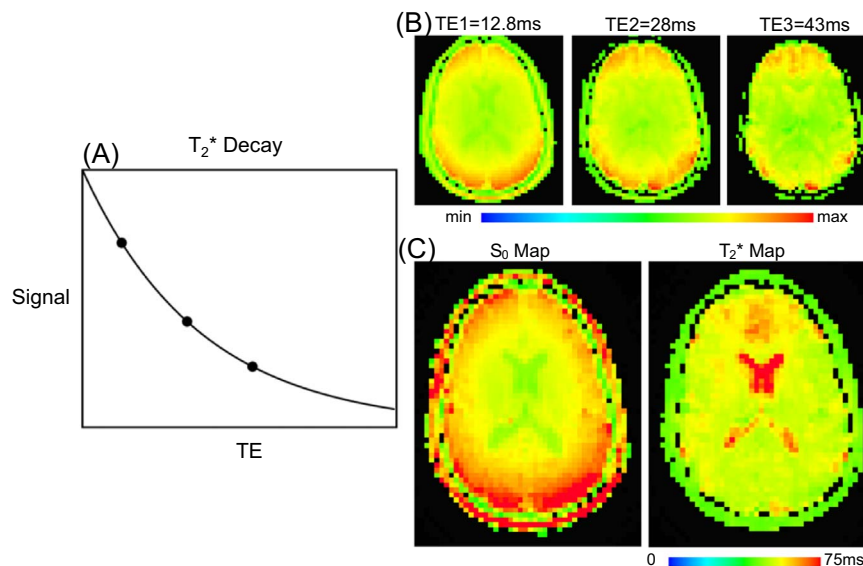 (A)
T₂* Decay
Signal
TE
(B)
TE1=12.8ms TE2=28ms TE3=43ms
min max
(C)
S₀ Map T₂* Map
0 75ms